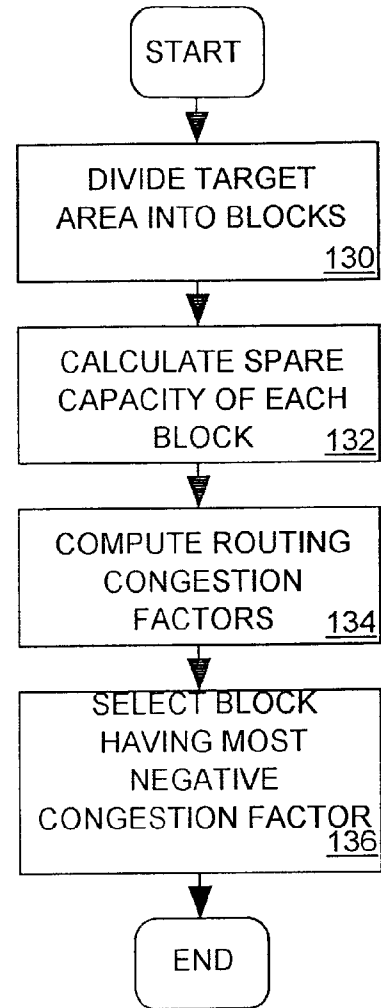 START
DIVIDE TARGET
AREA INTO BLOCKS
130
CALCULATE SPARE
CAPACITY OF EACH
BLOCK 132
COMPUTE ROUTING
CONGESTION
FACTORS 134
SELECT BLOCK
HAVING MOST
NEGATIVE
CONGESTION FACTOR
136
END